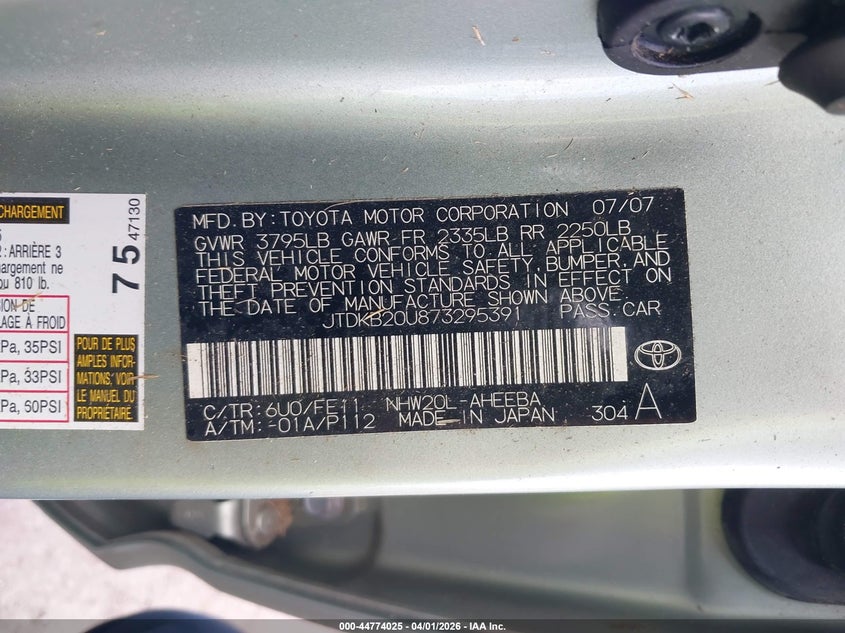 CHARGEMENT
: ARRIÈRE 3
hargement ne
ou 810 lb.
SION DE
LAGE À FROID
Pa, 35PSI
Pa, 33PSI
Pa, 60PSI
POUR DE PLUS
AMPLES INFOR-
MATIONS, VOIR
LE MANUEL DU
PROPRIÉTAIRE.
75 47130
MFD. BY: TOYOTA MOTOR CORPORATION 07/07
GVWR 3795LB GAWR FR 2335LB RR 2250LB
THIS VEHICLE CONFORMS TO ALL APPLICABLE
FEDERAL MOTOR VEHICLE SAFETY, BUMPER, AND
THEFT PREVENTION STANDARDS IN EFFECT ON
THE DATE OF MANUFACTURE SHOWN ABOVE.
JTDKB20U873295391 PASS. CAR
C/TR: 6U0/FE11 NHW20L-AHEEBA
A/TM: -01A/P112 MADE IN JAPAN 304 A
000-44774025 - 04/01/2026 - IAA Inc.